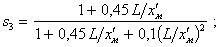 s₃ = (1 + 0,45 L/x′ₘ) / (1 + 0,45 L/x′ₘ + 0,1(L/x′ₘ)²) ;